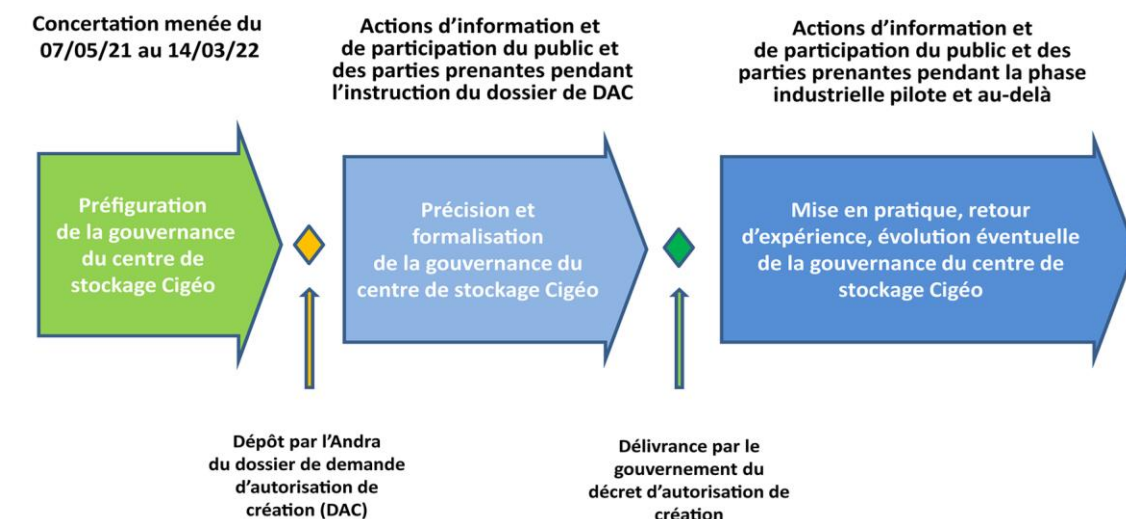 Concertation menée du
07/05/21 au 14/03/22
Actions d'information et
de participation du public et
des parties prenantes pendant
l'instruction du dossier de DAC
Actions d'information et
de participation du public et des
parties prenantes pendant la phase
industrielle pilote et au-delà
Préfiguration
de la gouvernance
du centre de
stockage Cigéo
Précision et
formalisation
de la gouvernance du
centre de stockage Cigéo
Mise en pratique, retour
d'expérience, évolution éventuelle
de la gouvernance du centre de
stockage Cigéo
Dépôt par l'Andra
du dossier de demande
d'autorisation de
création (DAC)
Délivrance par le
gouvernement du
décret d'autorisation de
création